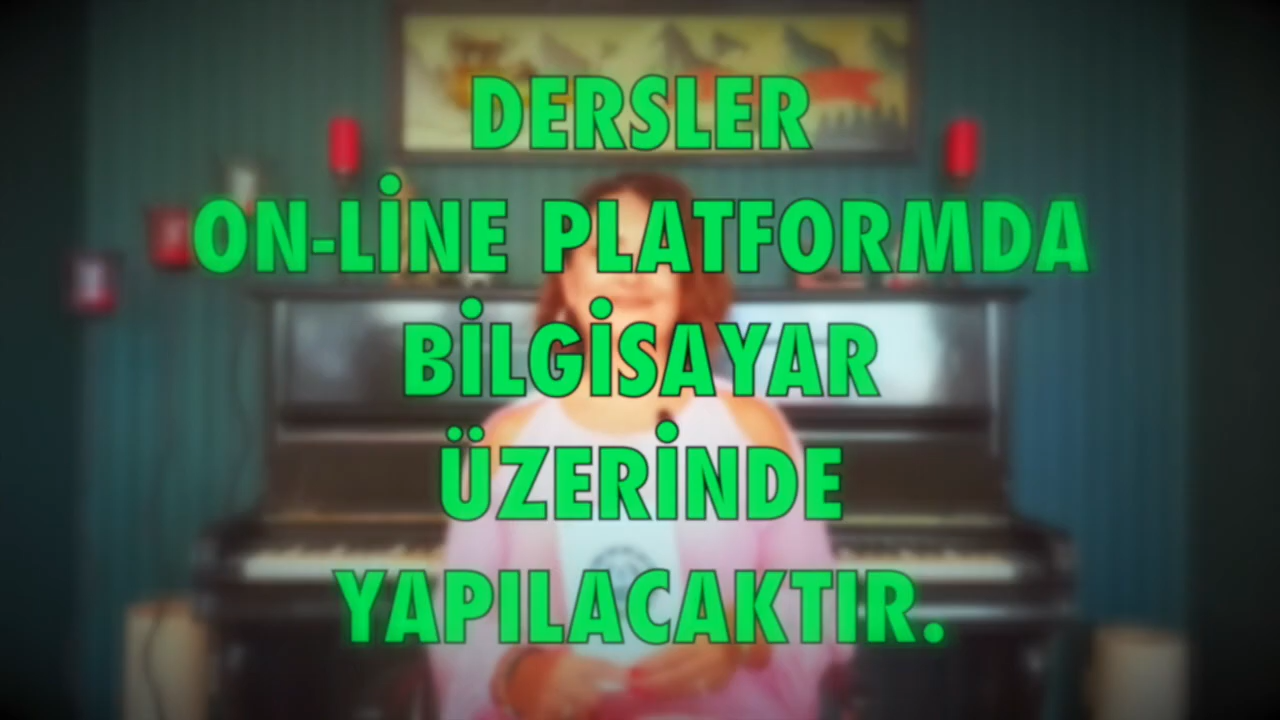 DERSLER
ON-LİNE PLATFORMDA
BİLGİSAYAR
ÜZERİNDE
YAPILACAKTIR.